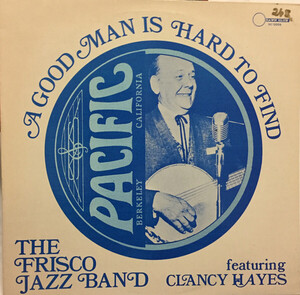 A GOOD MAN IS HARD TO FIND
PACIFIC
BERKELEY CALIFORNIA
THE
FRISCO
JAZZ BAND
featuring
CLANCY HAYES